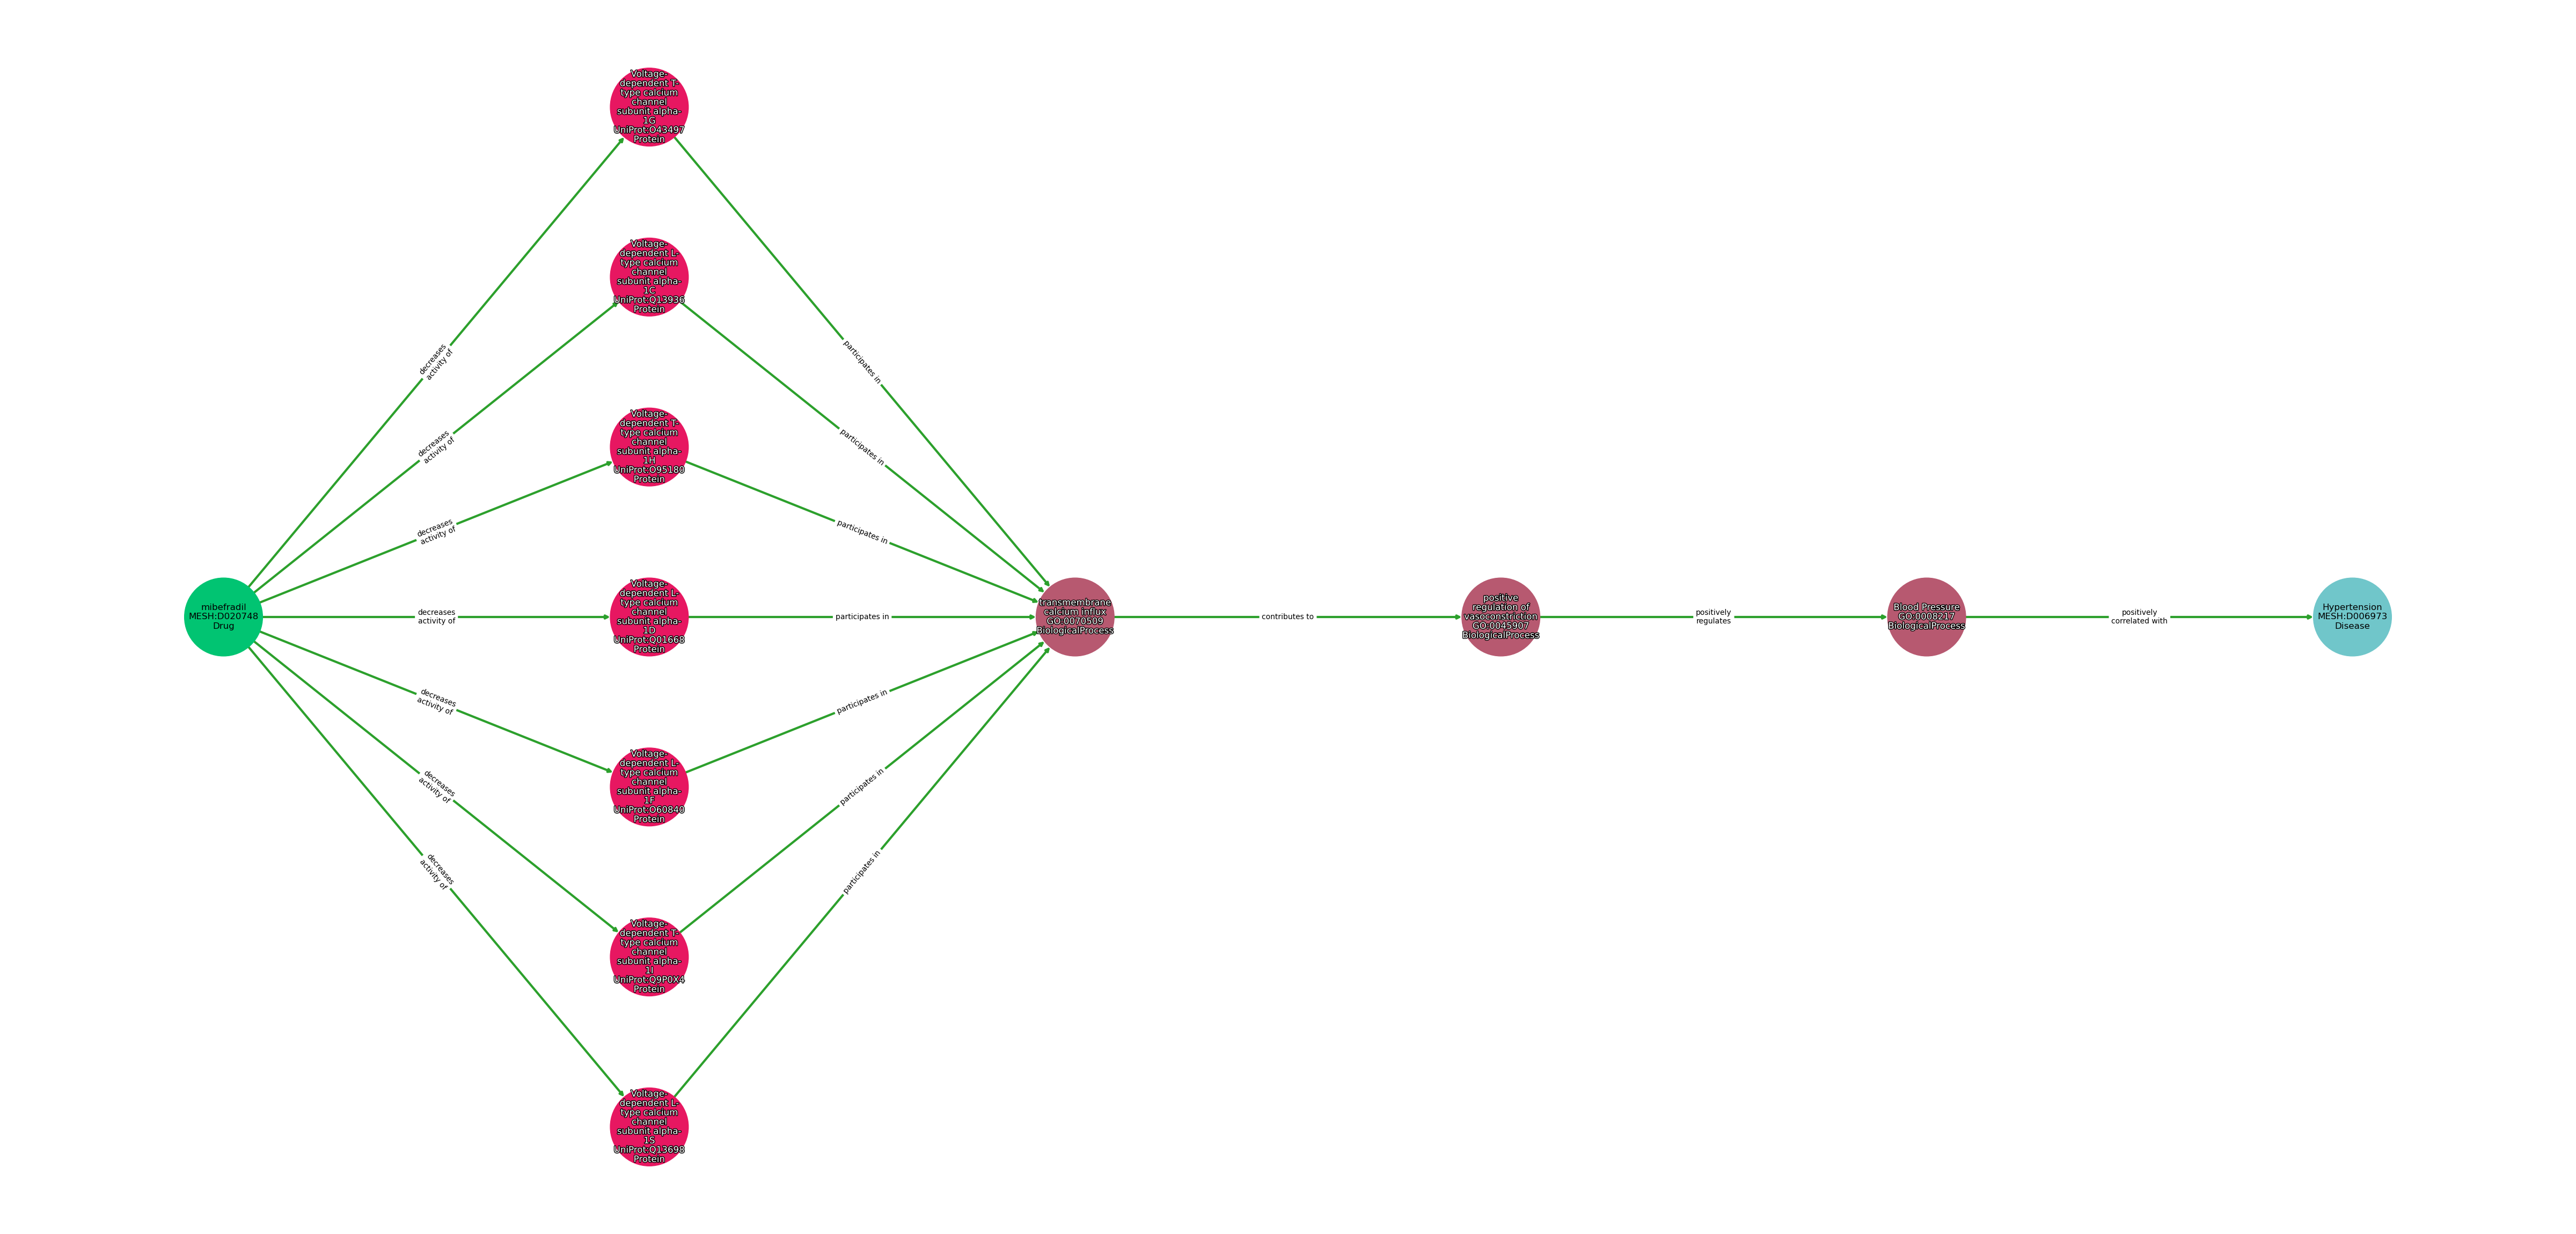 Voltage-
dependent T-
type calcium
channel
subunit alpha-
1G
UniProt:O43497
Protein
Voltage-
dependent L-
type calcium
channel
subunit alpha-
1C
UniProt:Q13936
Protein
Voltage-
dependent T-
type calcium
channel
subunit alpha-
1H
UniProt:O95180
Protein
Voltage-
dependent L-
type calcium
channel
subunit alpha-
1D
UniProt:Q01668
Protein
Voltage-
dependent L-
type calcium
channel
subunit alpha-
1F
UniProt:O60840
Protein
Voltage-
dependent T-
type calcium
channel
subunit alpha-
1I
UniProt:Q9P0X4
Protein
Voltage-
dependent L-
type calcium
channel
subunit alpha-
1S
UniProt:Q13698
Protein
mibefradil
MESH:D020748
Drug
decreases
activity of
decreases
activity of
decreases
activity of
decreases
activity of
decreases
activity of
decreases
activity of
decreases
activity of
participates in
participates in
participates in
participates in
participates in
participates in
participates in
transmembrane
calcium influx
GO:0070509
BiologicalProcess
contributes to
positive
regulation of
vasoconstriction
GO:0045907
BiologicalProcess
positively
regulates
Blood Pressure
GO:0008217
BiologicalProcess
positively
correlated with
Hypertension
MESH:D006973
Disease